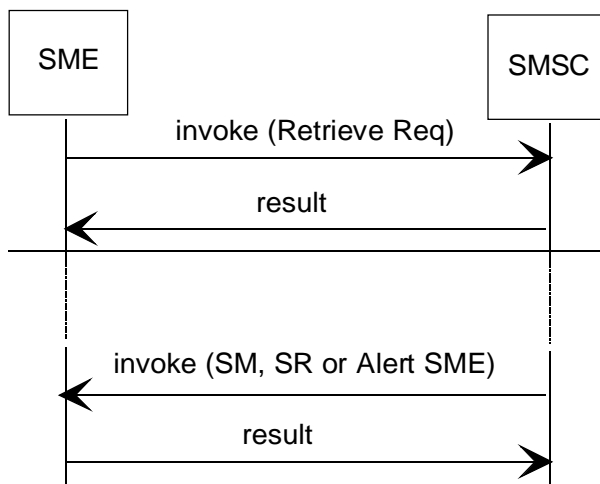 SME
SMSC
invoke (Retrieve Req)
result
invoke (SM, SR or Alert SME)
result